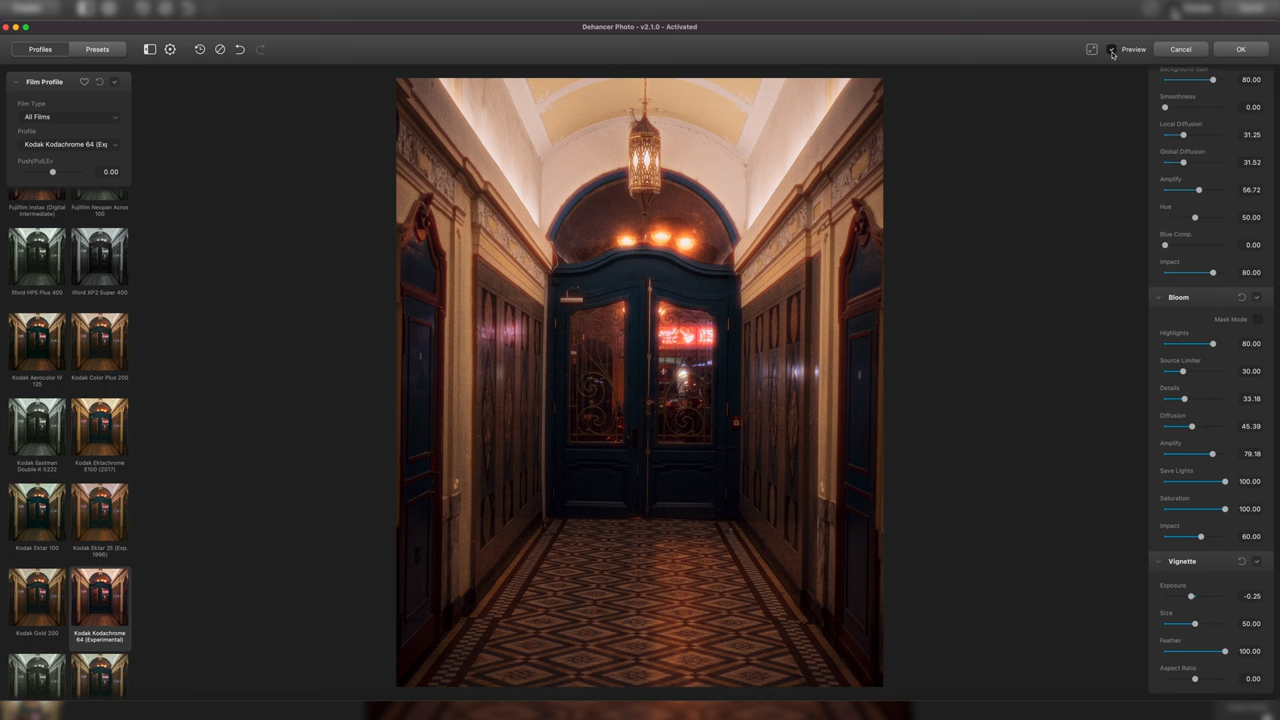 Dehancer Photo - v2.1.0 - Activated
Profiles
Presets
Preview
Cancel
OK
Film Profile
Film Type
All Films
Profile
Kodak Kodachrome 64 (Exp
Push/Pull Ev
0.00
Fujifilm Instax (Digital Intermediate)
Fujifilm Neopan Acros 100
Ilford HP5 Plus 400
Ilford XP2 Super 400
Kodak Aerocolor IV 125
Kodak Color Plus 200
Kodak Eastman Double-X 5222
Kodak Ektachrome E100 (2017)
Kodak Ektar 100
Kodak Ektar 25 (Exp. 1996)
Kodak Gold 200
Kodak Kodachrome 64 (Experimental)
Background Gain
80.00
Smoothness
0.00
Local Diffusion
31.25
Global Diffusion
31.52
Amplify
56.72
Hue
50.00
Blue Comp.
0.00
Impact
80.00
Bloom
Mask Mode
Highlights
80.00
Source Limiter
30.00
Details
33.18
Diffusion
45.39
Amplify
79.18
Save Lights
100.00
Saturation
100.00
Impact
60.00
Vignette
Exposure
-0.25
Size
50.00
Feather
100.00
Aspect Ratio
0.00